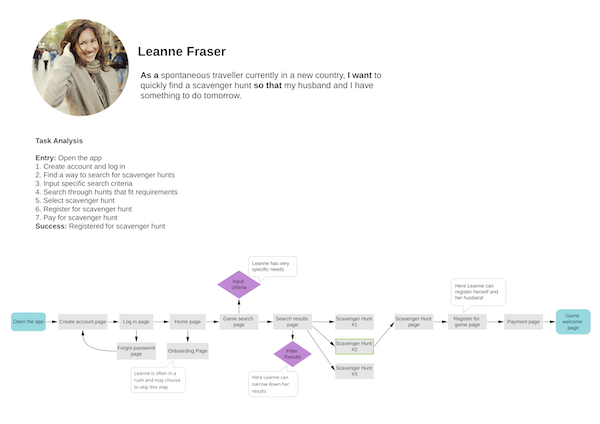 Leanne Fraser
As a spontaneous traveller currently in a new country, I want to
quickly find a scavenger hunt so that my husband and I have
something to do tomorrow.
Task Analysis
Entry: Open the app
1. Create account and log in
2. Find a way to search for scavenger hunts
3. Input specific search criteria
4. Search through hunts that fit requirements
5. Select scavenger hunt
6. Register for scavenger hunt
7. Pay for scavenger hunt
Success: Registered for scavenger hunt
Leanne has very
specific needs
Input
criteria
Here Leanne can
register herself and
her husband
Open the app
Create account page
Log in page
Home page
Game search
page
Search results
page
Scavenger Hunt
#1
Scavenger Hunt
page
Register for
game page
Payment page
Game
welcome
page
Forgot password
page
Onboarding Page
Filter
Results
Scavenger Hunt
#2
Scavenger Hunt
#3
Leanne is often in a
rush and may choose
to skip this step
Here Leanne can
narrow down her
results